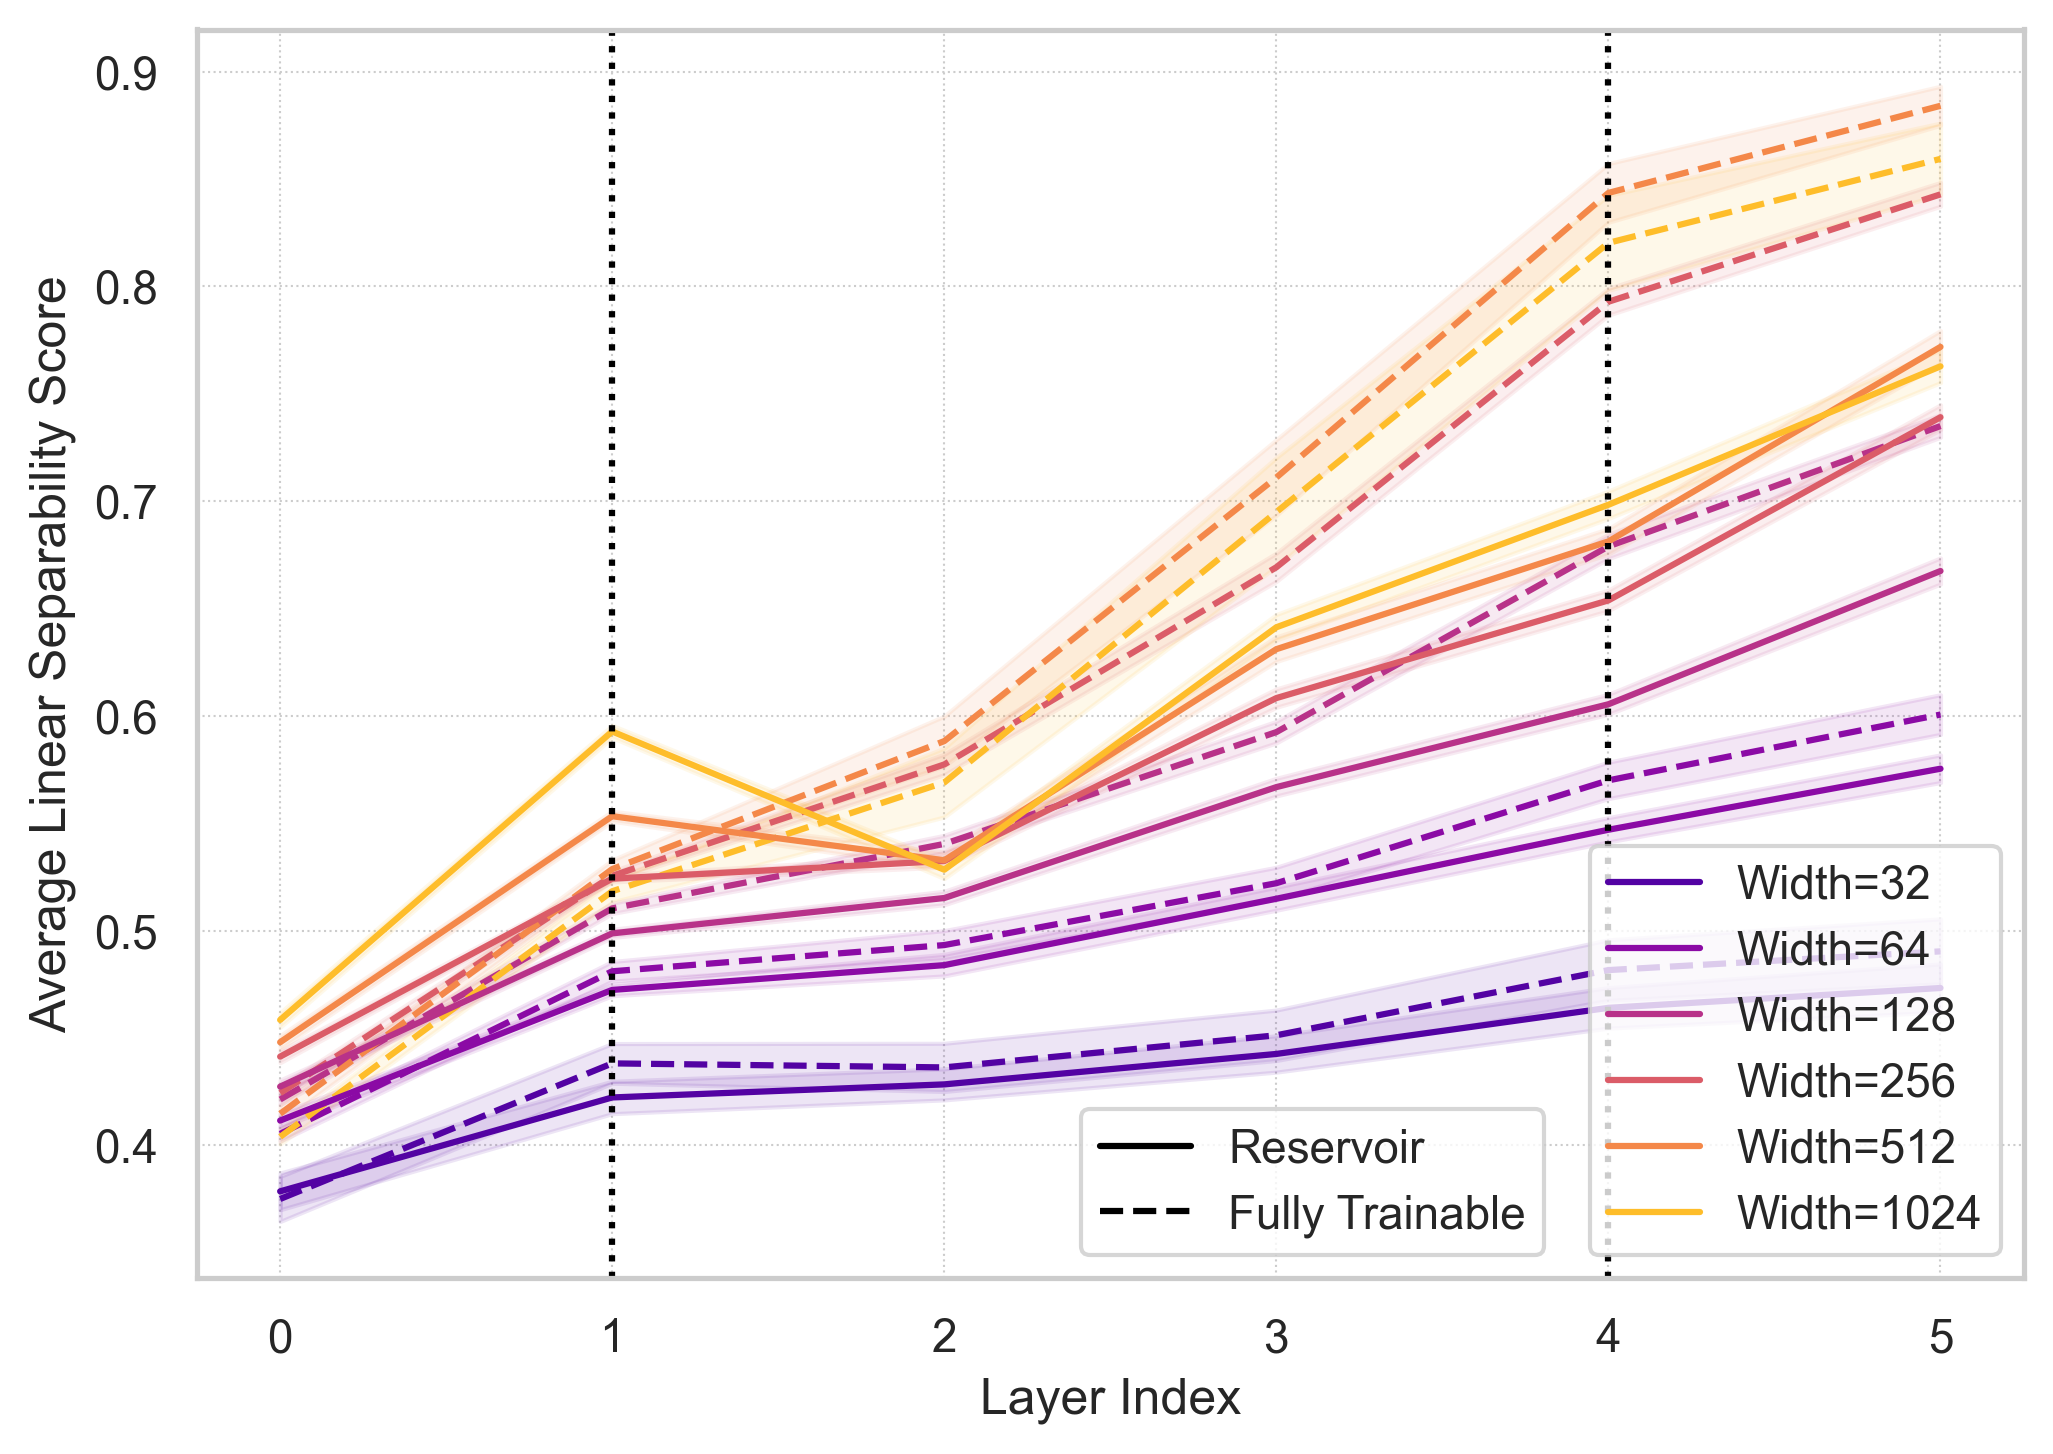 0.9
0.8
0.7
0.6
0.5
0.4
Average Linear Separability Score
0
1
2
3
4
5
Layer Index
Reservoir
Fully Trainable
Width=32
Width=64
Width=128
Width=256
Width=512
Width=1024